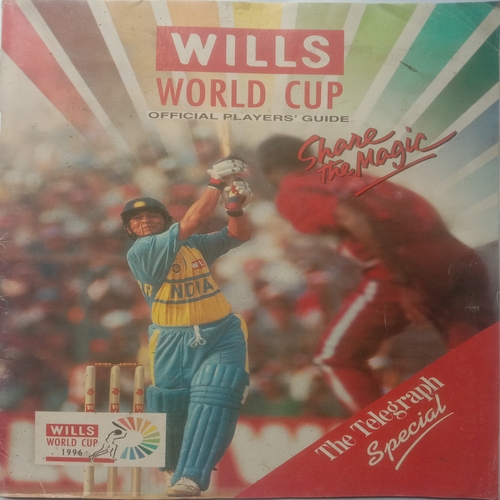 WILLS
WORLD CUP
OFFICIAL PLAYERS' GUIDE
Share
the Magic
INDIA
WILLS
WORLD CUP
1996
The Telegraph
Special